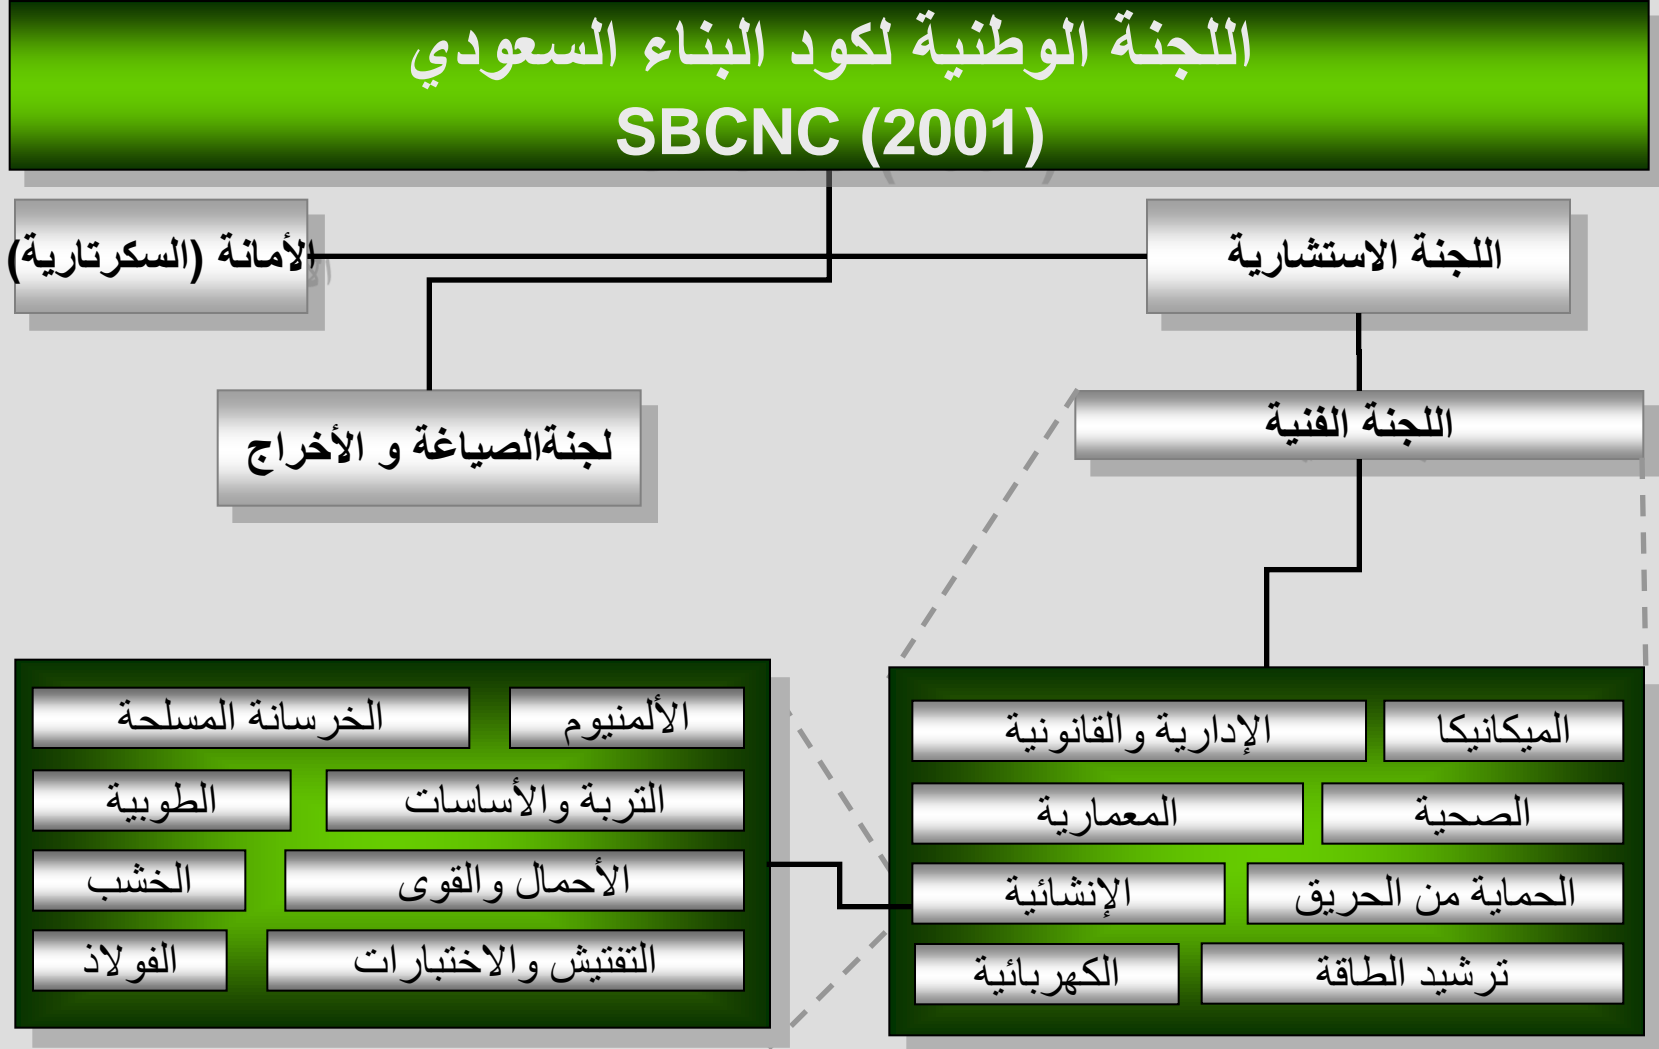 اللجنة الوطنية لكود البناء السعودي
SBCNC (2001)
اللجنة الاستشارية
الأمانة (السكرتارية)
اللجنة الفنية
لجنةالصياغة و الأخراج
الميكانيكا
الإدارية والقانونية
الصحية
المعمارية
الحماية من الحريق
الإنشائية
ترشيد الطاقة
الكهربائية
الألمنيوم
الخرسانة المسلحة
التربة والأساسات
الطوبية
الأحمال والقوى
الخشب
التفتيش والاختبارات
الفولاذ